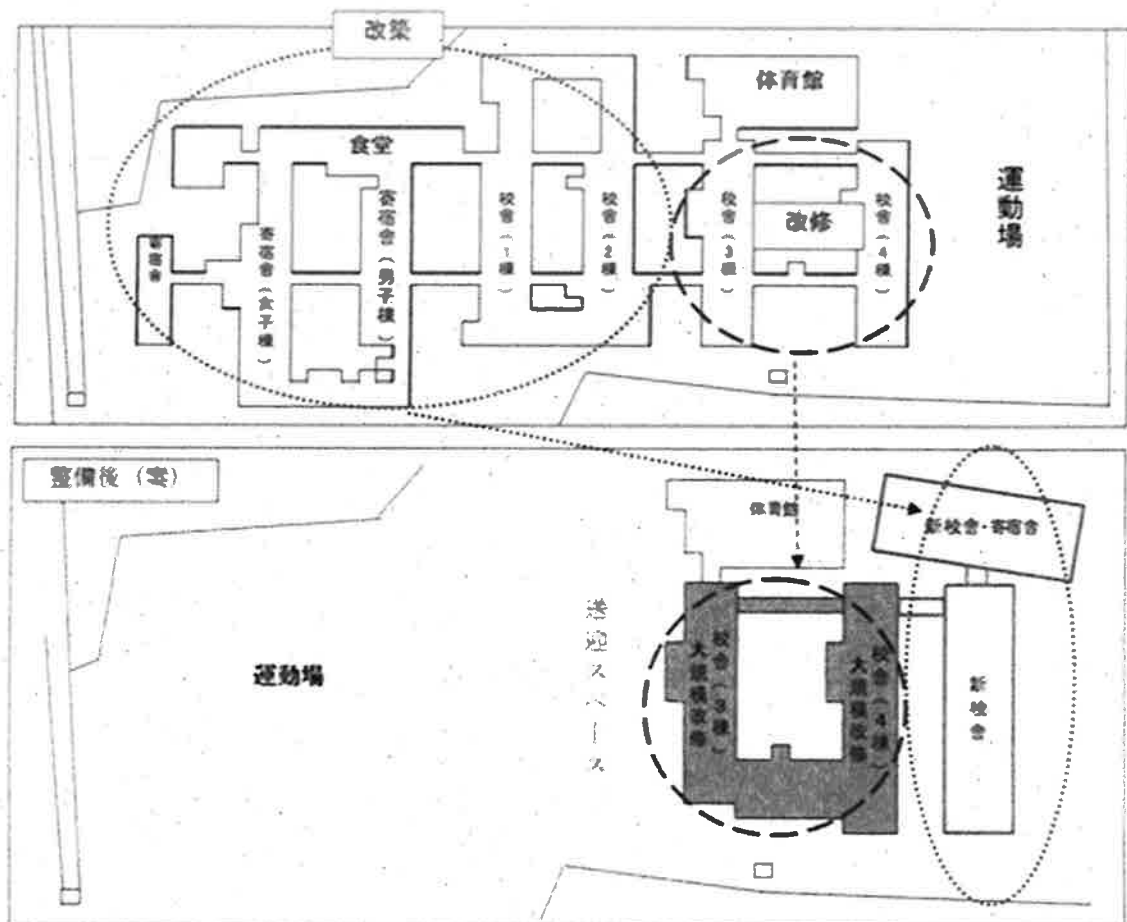 改築
体育館
食堂
運動場
寄宿舎
寄宿舎（女子棟）
寄宿舎（男子棟）
校舎（1棟）
校舎（2棟）
校舎（3棟）
改修
校舎（4棟）
整備後（案）
体育館
新校舎・寄宿舎
運動場
スペース
校舎（3棟）
大規模改修
校舎（4棟）
大規模改修
新校舎